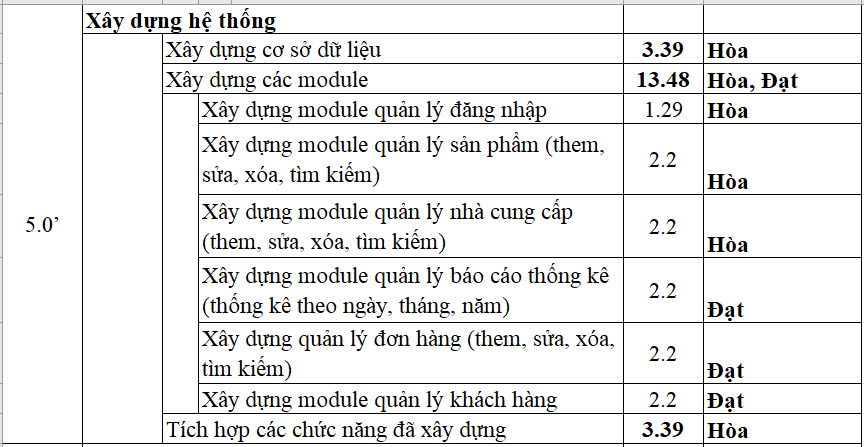 Xây dựng hệ thống
Xây dựng cơ sở dữ liệu 3.39 Hòa
Xây dựng các module 13.48 Hòa, Đạt
Xây dựng module quản lý đăng nhập 1.29 Hòa
Xây dựng module quản lý sản phẩm (them,
sửa, xóa, tìm kiếm) 2.2 Hòa
5.0’
Xây dựng module quản lý nhà cung cấp
(them, sửa, xóa, tìm kiếm) 2.2 Hòa
Xây dựng module quản lý báo cáo thống kê
(thống kê theo ngày, tháng, năm) 2.2 Đạt
Xây dựng quản lý đơn hàng (them, sửa, xóa,
tìm kiếm) 2.2 Đạt
Xây dựng module quản lý khách hàng 2.2 Đạt
Tích hợp các chức năng đã xây dựng 3.39 Hòa